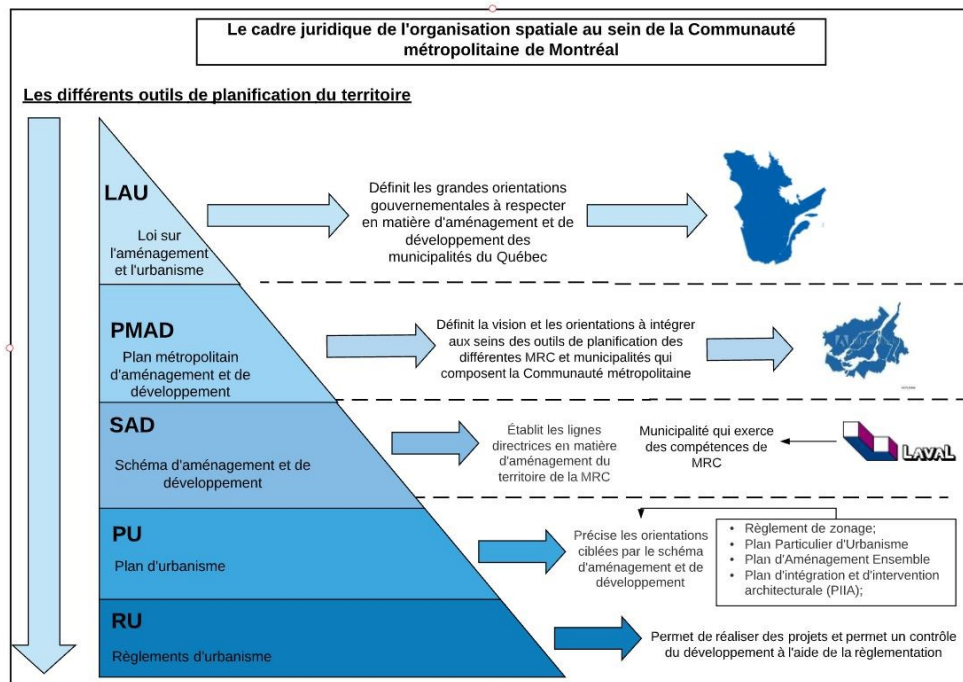 Le cadre juridique de l'organisation spatiale au sein de la Communauté
métropolitaine de Montréal
Les différents outils de planification du territoire
LAU
Loi sur
l'aménagement
et l'urbanisme
Définit les grandes orientations
gouvernementales à respecter
en matière d'aménagement et de
développement des
municipalités du Québec
PMAD
Plan métropolitain
d'aménagement et de
développement
Définit la vision et les orientations à intégrer
aux seins des outils de planification des
différentes MRC et municipalités qui
composent la Communauté métropolitaine
SAD
Schéma d'aménagement et de
développement
Établit les lignes
directrices en matière
d'aménagement du
territoire de la MRC
Municipalité qui exerce
des compétences de
MRC
LAVAL
PU
Plan d'urbanisme
Précise les orientations
ciblées par le schéma
d'aménagement et de
développement
• Règlement de zonage;
• Plan Particulier d'Urbanisme
• Plan d'Aménagement Ensemble
• Plan d'intégration et d'intervention
architecturale (PIIA);
RU
Règlements d'urbanisme
Permet de réaliser des projets et permet un contrôle
du développement à l'aide de la règlementation